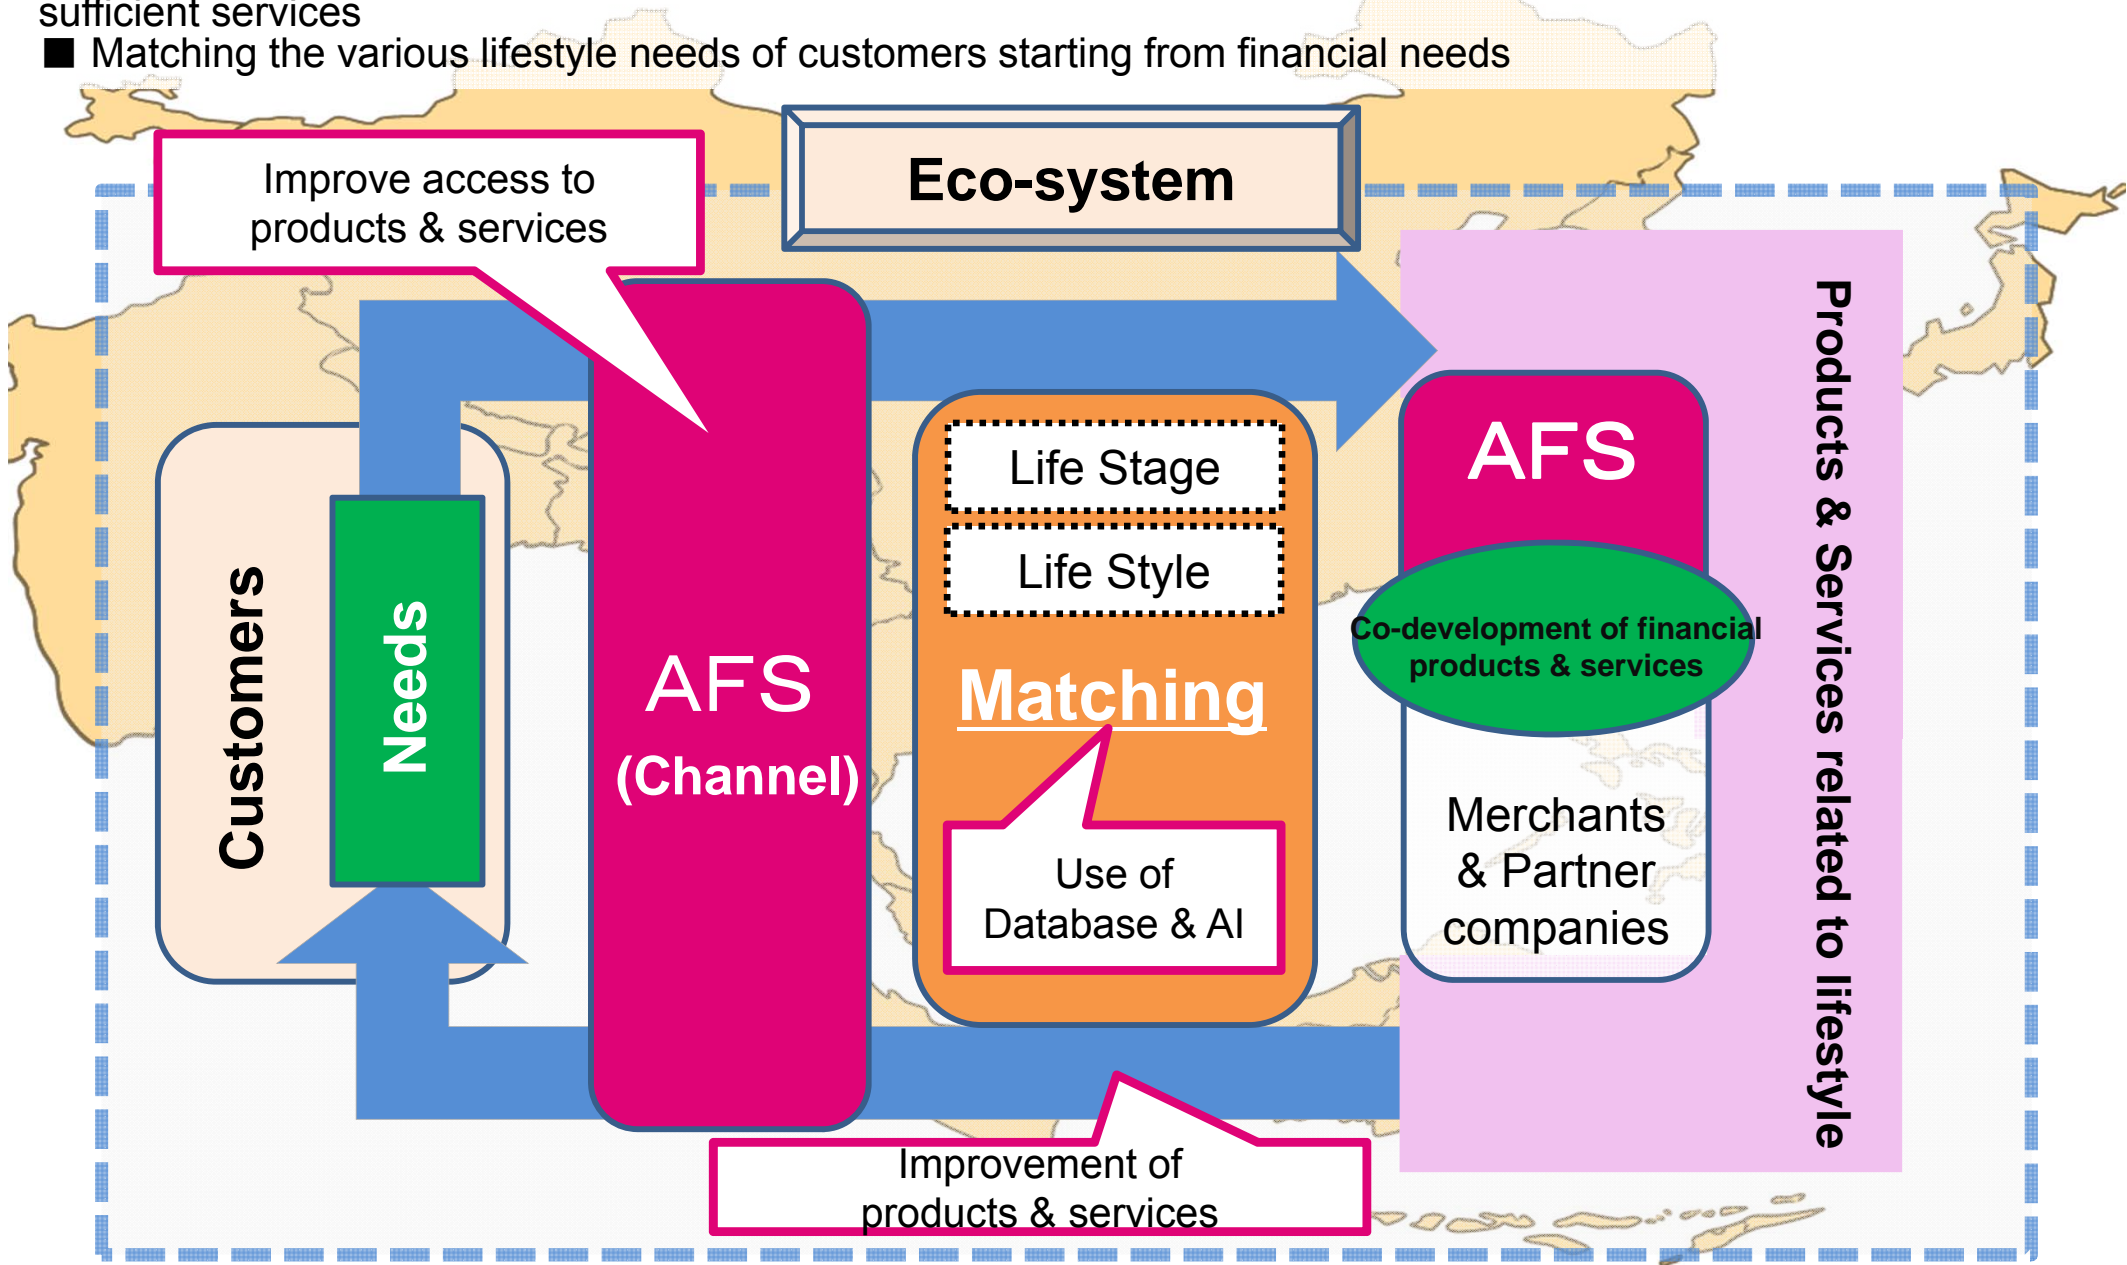 sufficient services
■ Matching the various lifestyle needs of customers starting from financial needs
Eco-system
Improve access to
products & services
Customers
Needs
AFS
(Channel)
Life Stage
Life Style
Matching
Use of
Database & AI
AFS
Co-development of financial
products & services
Merchants
& Partner
companies
Products & Services related to lifestyle
Improvement of
products & services